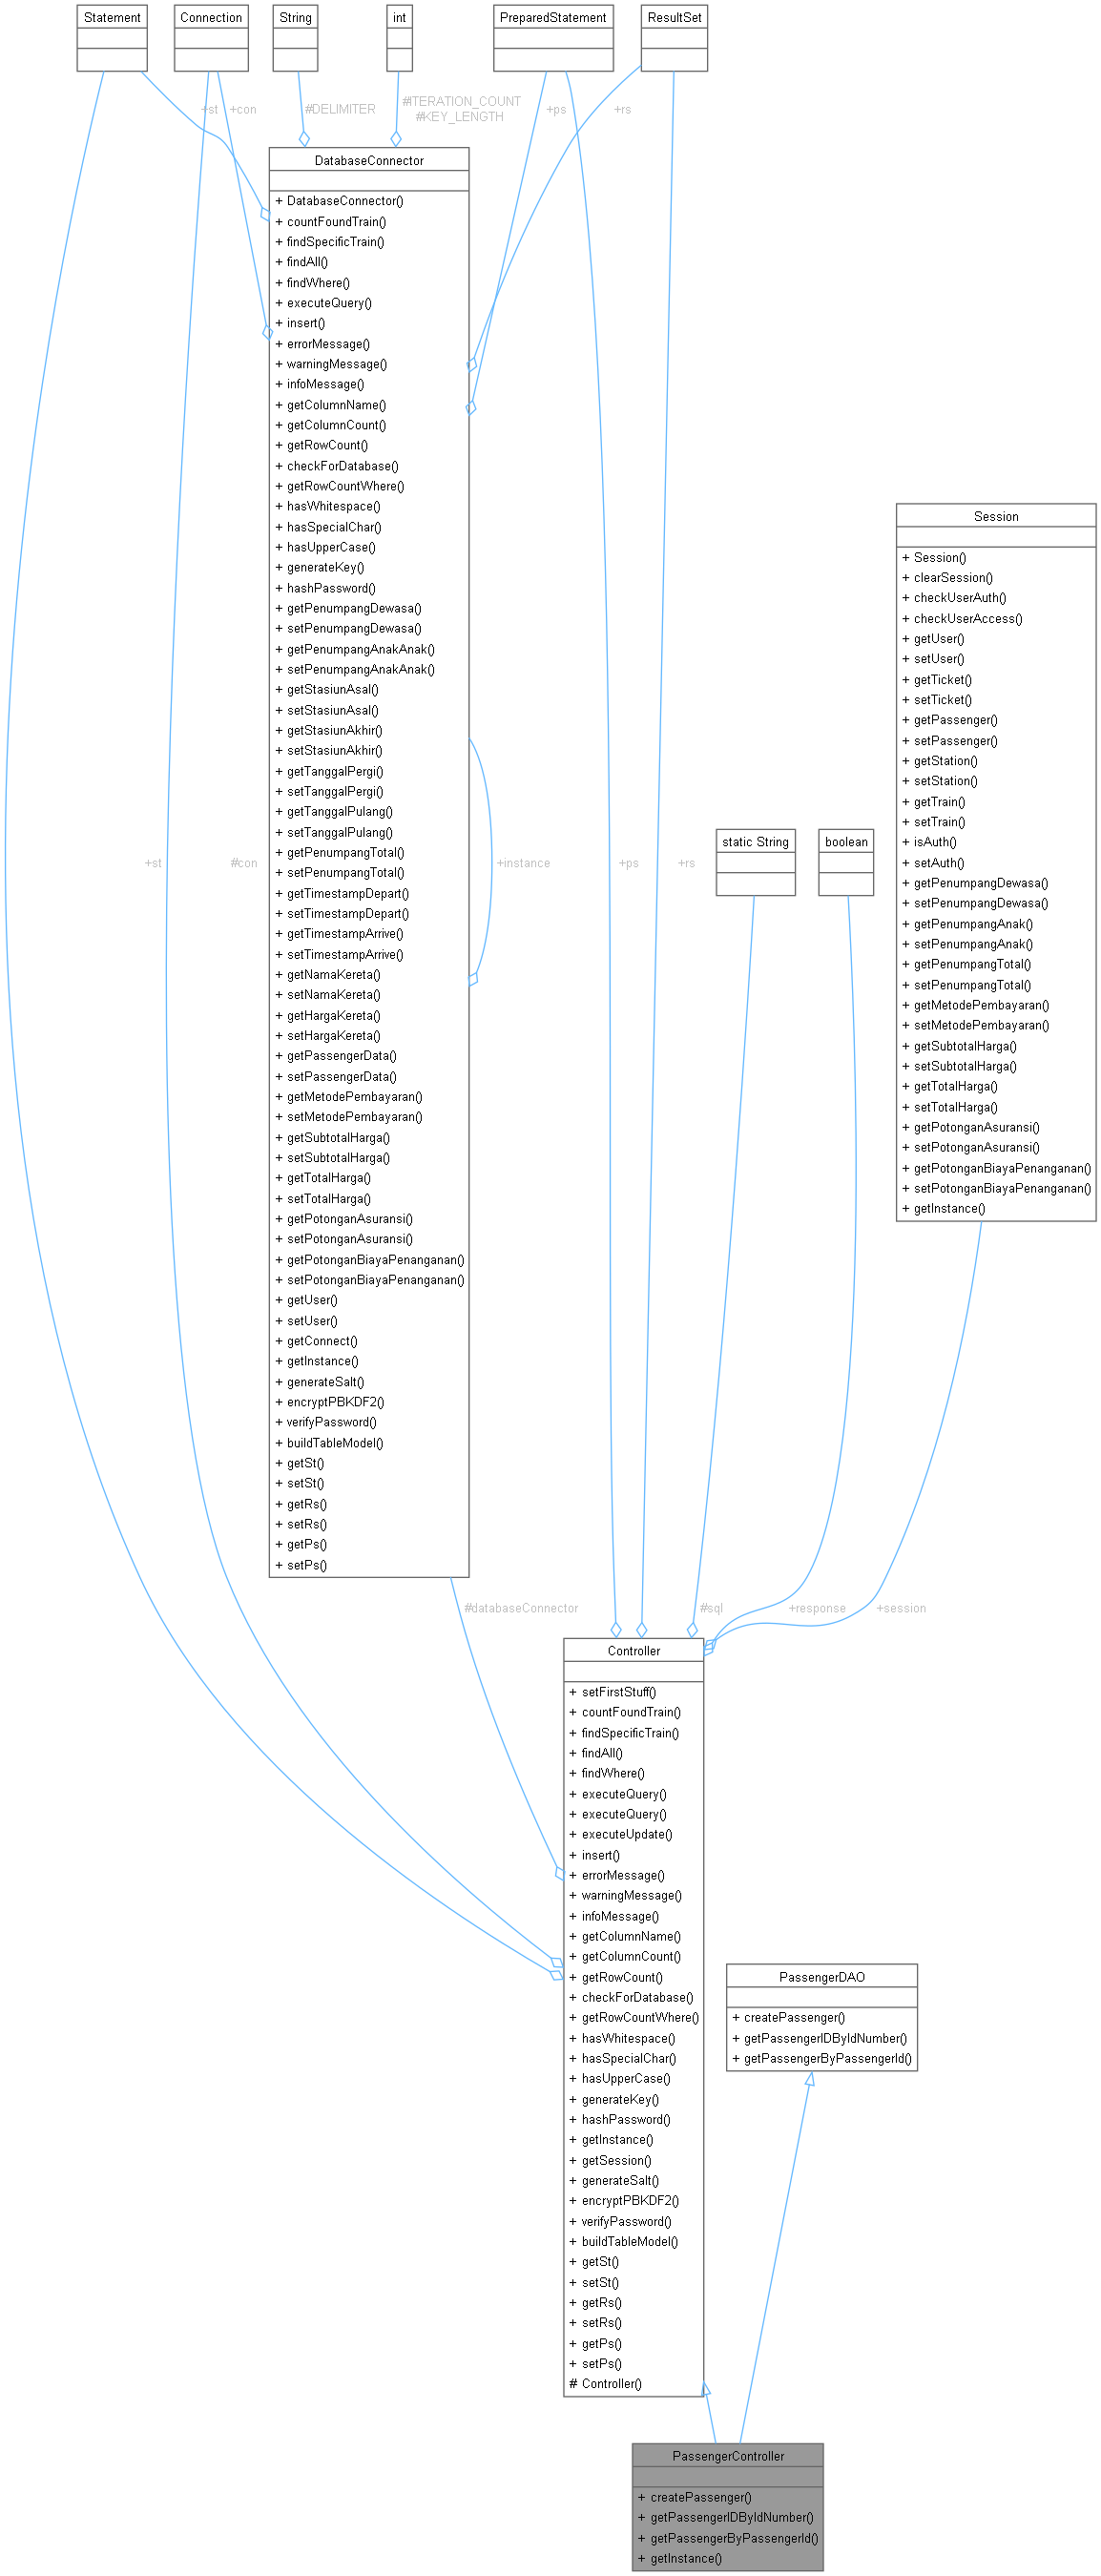 Statement
Connection
String
int
PreparedStatement
ResultSet
+st
+con
#DELIMITER
#ITERATION_COUNT
#KEY_LENGTH
+ps
+rs
DatabaseConnector
+ DatabaseConnector()
+ countFoundTrain()
+ findSpecificTrain()
+ findAll()
+ findWhere()
+ executeQuery()
+ insert()
+ errorMessage()
+ warningMessage()
+ infoMessage()
+ getColumnName()
+ getColumnCount()
+ getRowCount()
+ checkForDatabase()
+ getRowCountWhere()
+ hasWhitespace()
+ hasSpecialChar()
+ hasUpperCase()
+ generateKey()
+ hashPassword()
+ getPenumpangDewasa()
+ setPenumpangDewasa()
+ getPenumpangAnakAnak()
+ setPenumpangAnakAnak()
+ getStasiunAsal()
+ setStasiunAsal()
+ getStasiunAkhir()
+ setStasiunAkhir()
+ getTanggalPergi()
+ setTanggalPergi()
+ getTanggalPulang()
+ setTanggalPulang()
+ getPenumpangTotal()
+ setPenumpangTotal()
+ getTimestampDepart()
+ setTimestampDepart()
+ getTimestampArrive()
+ setTimestampArrive()
+ getNamaKereta()
+ setNamaKereta()
+ getHargaKereta()
+ setHargaKereta()
+ getPassengerData()
+ setPassengerData()
+ getMetodePembayaran()
+ setMetodePembayaran()
+ getSubtotalHarga()
+ setSubtotalHarga()
+ getTotalHarga()
+ setTotalHarga()
+ getPotonganAsuransi()
+ setPotonganAsuransi()
+ getPotonganBiayaPenanganan()
+ setPotonganBiayaPenanganan()
+ getUser()
+ setUser()
+ getConnect()
+ getInstance()
+ generateSalt()
+ encryptPBKDF2()
+ verifyPassword()
+ buildTableModel()
+ getSt()
+ setSt()
+ getRs()
+ setRs()
+ getPs()
+ setPs()
Session
+ Session()
+ clearSession()
+ checkUserAuth()
+ checkUserAccess()
+ getUser()
+ setUser()
+ getTicket()
+ setTicket()
+ getPassenger()
+ setPassenger()
+ getStation()
+ setStation()
+ getTrain()
+ setTrain()
+ isAuth()
+ setAuth()
+ getPenumpangDewasa()
+ setPenumpangDewasa()
+ getPenumpangAnak()
+ setPenumpangAnak()
+ getPenumpangTotal()
+ setPenumpangTotal()
+ getMetodePembayaran()
+ setMetodePembayaran()
+ getSubtotalHarga()
+ setSubtotalHarga()
+ getTotalHarga()
+ setTotalHarga()
+ getPotonganAsuransi()
+ setPotonganAsuransi()
+ getPotonganBiayaPenanganan()
+ setPotonganBiayaPenanganan()
+ getInstance()
static String
boolean
+st
#con
+instance
+ps
+rs
#databaseConnector
#sql
+response
+session
Controller
+ setFirstStuff()
+ countFoundTrain()
+ findSpecificTrain()
+ findAll()
+ findWhere()
+ executeQuery()
+ executeQuery()
+ executeUpdate()
+ insert()
+ errorMessage()
+ warningMessage()
+ infoMessage()
+ getColumnName()
+ getColumnCount()
+ getRowCount()
+ checkForDatabase()
+ getRowCountWhere()
+ hasWhitespace()
+ hasSpecialChar()
+ hasUpperCase()
+ generateKey()
+ hashPassword()
+ getInstance()
+ getSession()
+ generateSalt()
+ encryptPBKDF2()
+ verifyPassword()
+ buildTableModel()
+ getSt()
+ setSt()
+ getRs()
+ setRs()
+ getPs()
+ setPs()
# Controller()
PassengerDAO
+ createPassenger()
+ getPassengerIDByIdNumber()
+ getPassengerByPassengerId()
PassengerController
+ createPassenger()
+ getPassengerIDByIdNumber()
+ getPassengerByPassengerId()
+ getInstance()